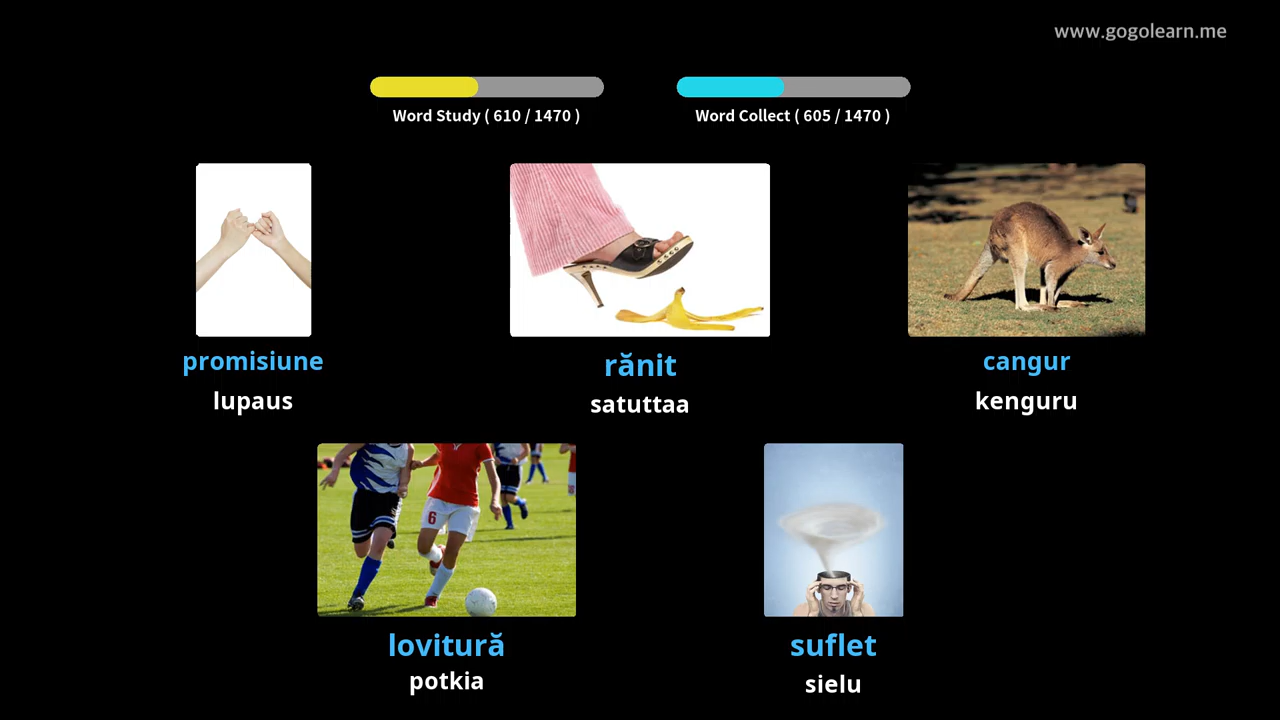 www.gogolearn.me
Word Study ( 610 / 1470 )
Word Collect ( 605 / 1470 )
promisiune
lupaus
rănit
satuttaa
cangur
kenguru
6
lovitură
potkia
suflet
sielu